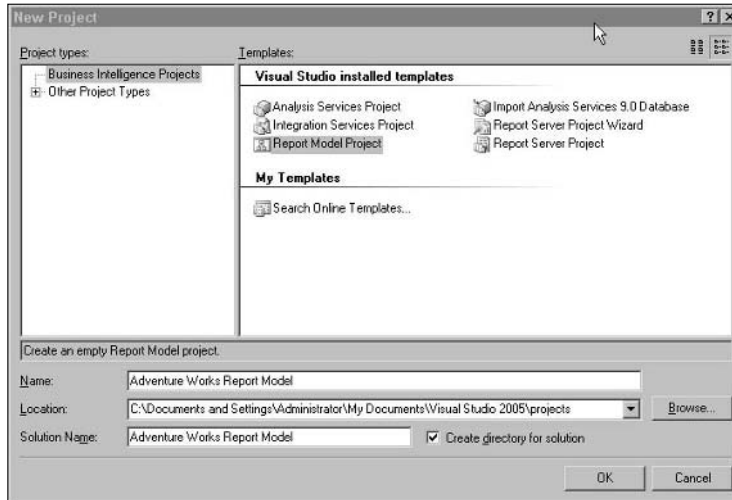 New Project
Project types:
Templates:
Business Intelligence Projects
Other Project Types
Visual Studio installed templates
Analysis Services Project
Import Analysis Services 9.0 Database
Integration Services Project
Report Server Project Wizard
Report Model Project
Report Server Project
My Templates
Search Online Templates...
Create an empty Report Model project.
Name:
Adventure Works Report Model
Location:
C:\Documents and Settings\Administrator\My Documents\Visual Studio 2005\projects
Browse...
Solution Name:
Adventure Works Report Model
Create directory for solution
OK
Cancel